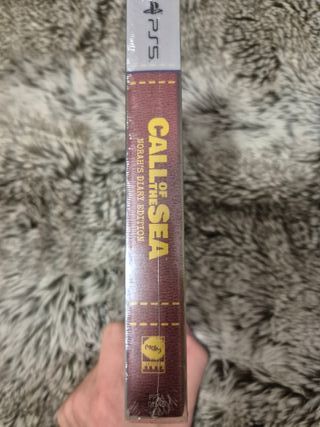 PS5
CALL
OF
THE
SEA
NORAH'S DIARY EDITION